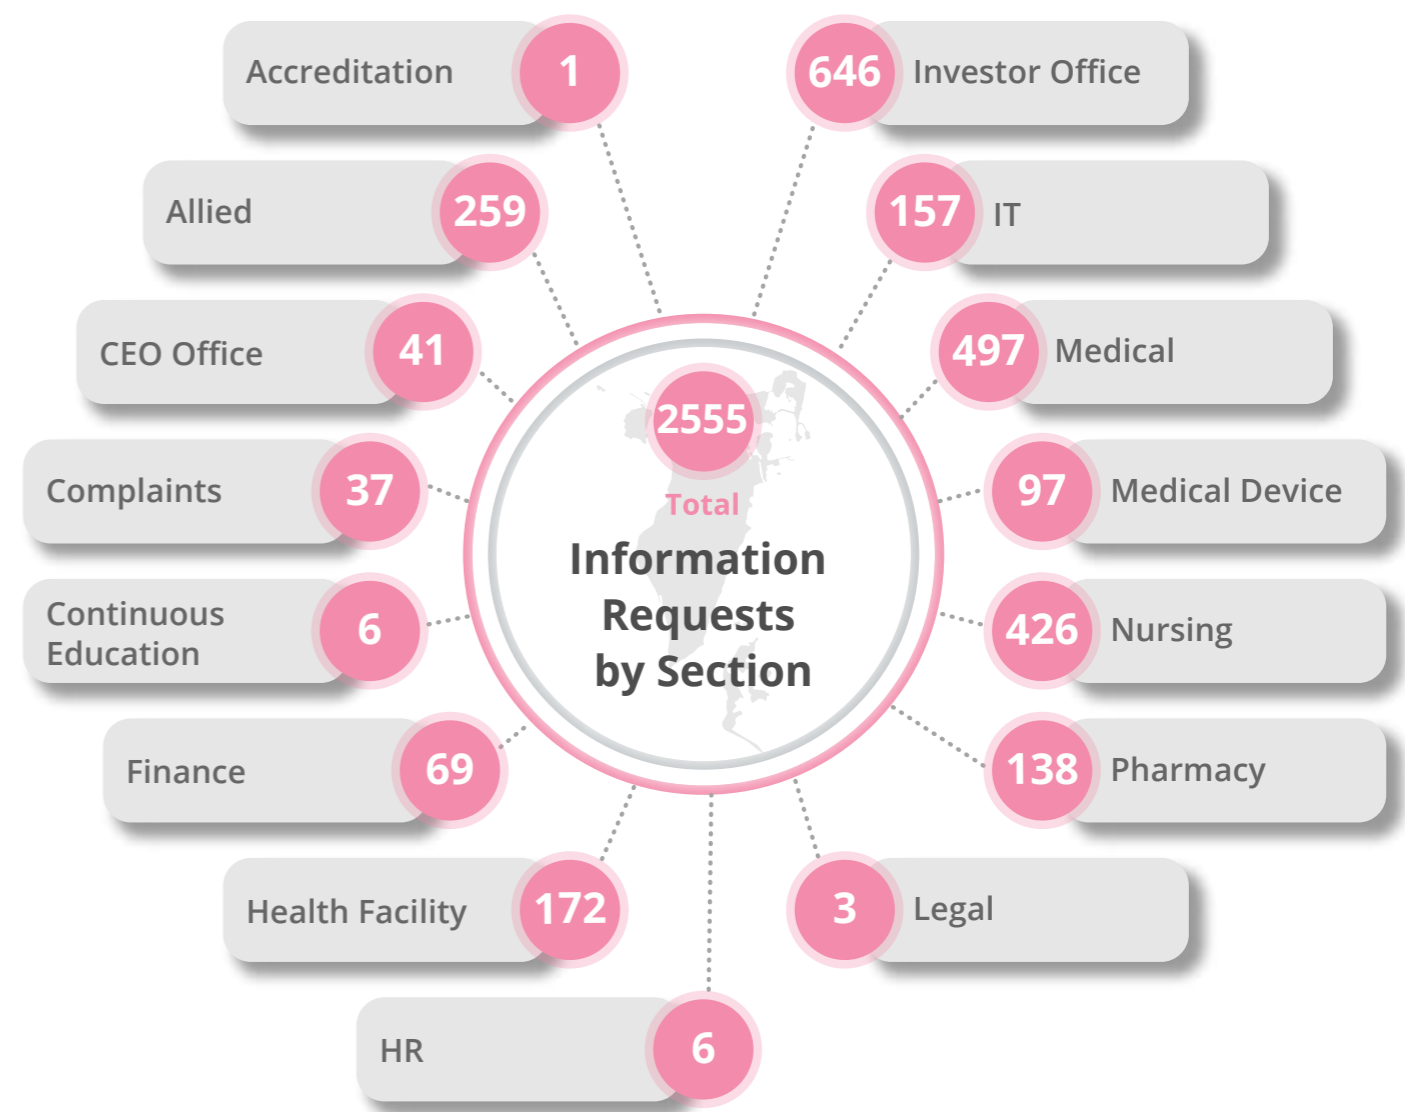 Accreditation
1
646
Investor Office
Allied
259
157
IT
CEO Office
41
497
Medical
Complaints
37
97
Medical Device
Continuous
Education
6
426
Nursing
Finance
69
138
Pharmacy
Health Facility
172
3
Legal
HR
6
2555
Total
Information
Requests
by Section